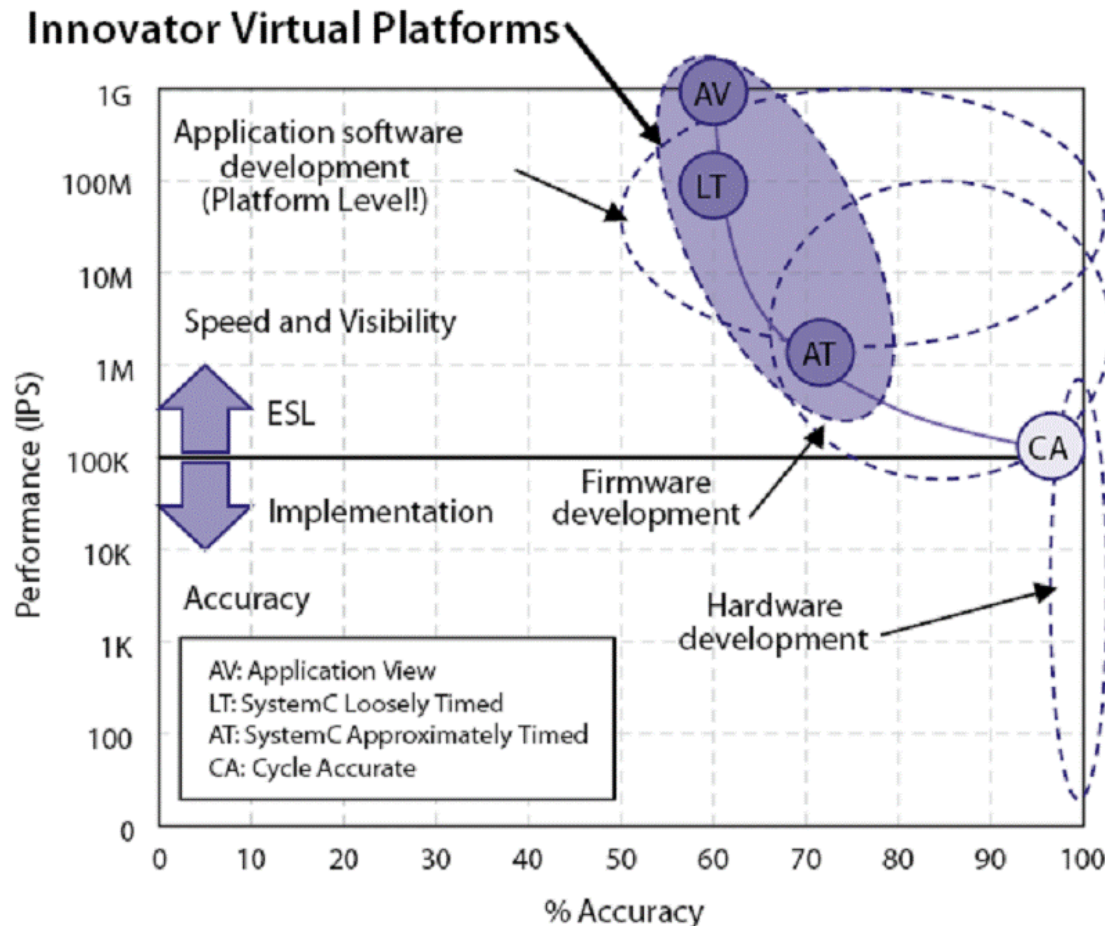 Innovator Virtual Platforms
1G
100M
10M
1M
100K
10K
1K
100
0
Performance (IPS)
Application software
development
(Platform Level!)
Speed and Visibility
ESL
Implementation
Accuracy
AV
LT
AT
CA
Firmware
development
Hardware
development
AV: Application View
LT: SystemC Loosely Timed
AT: SystemC Approximately Timed
CA: Cycle Accurate
0 10 20 30 40 50 60 70 80 90 100
% Accuracy